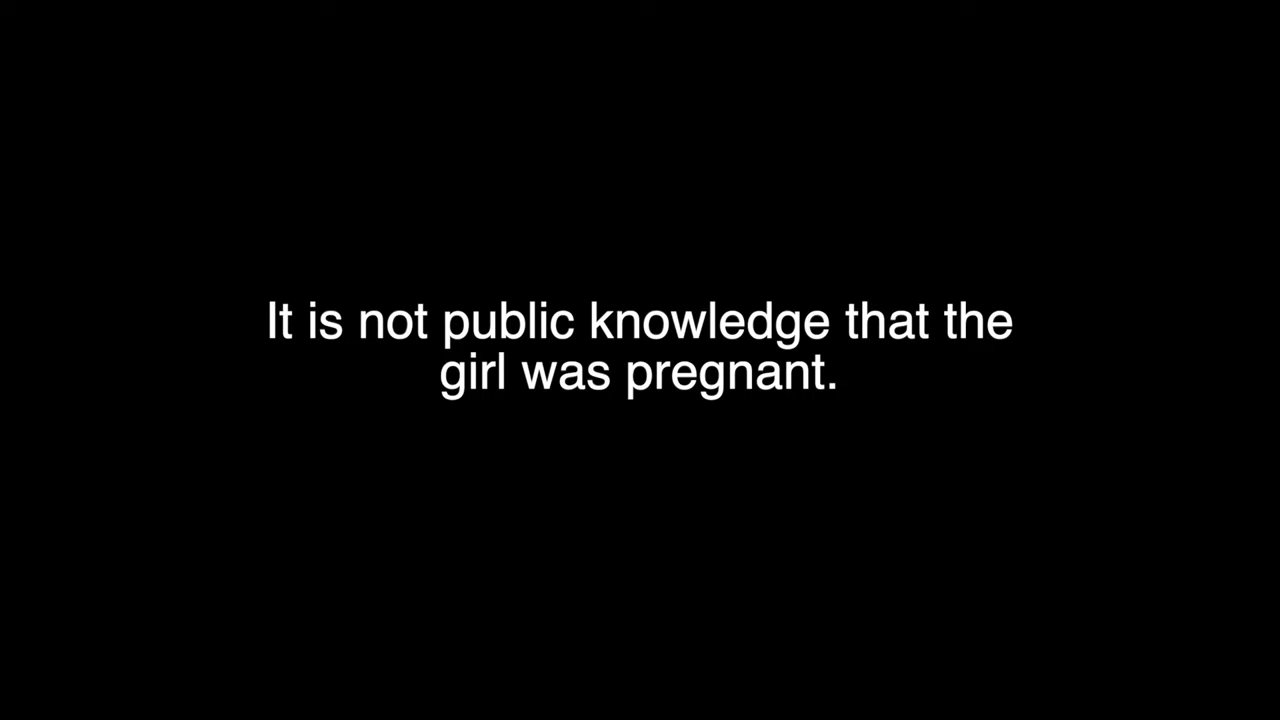 It is not public knowledge that the
girl was pregnant.